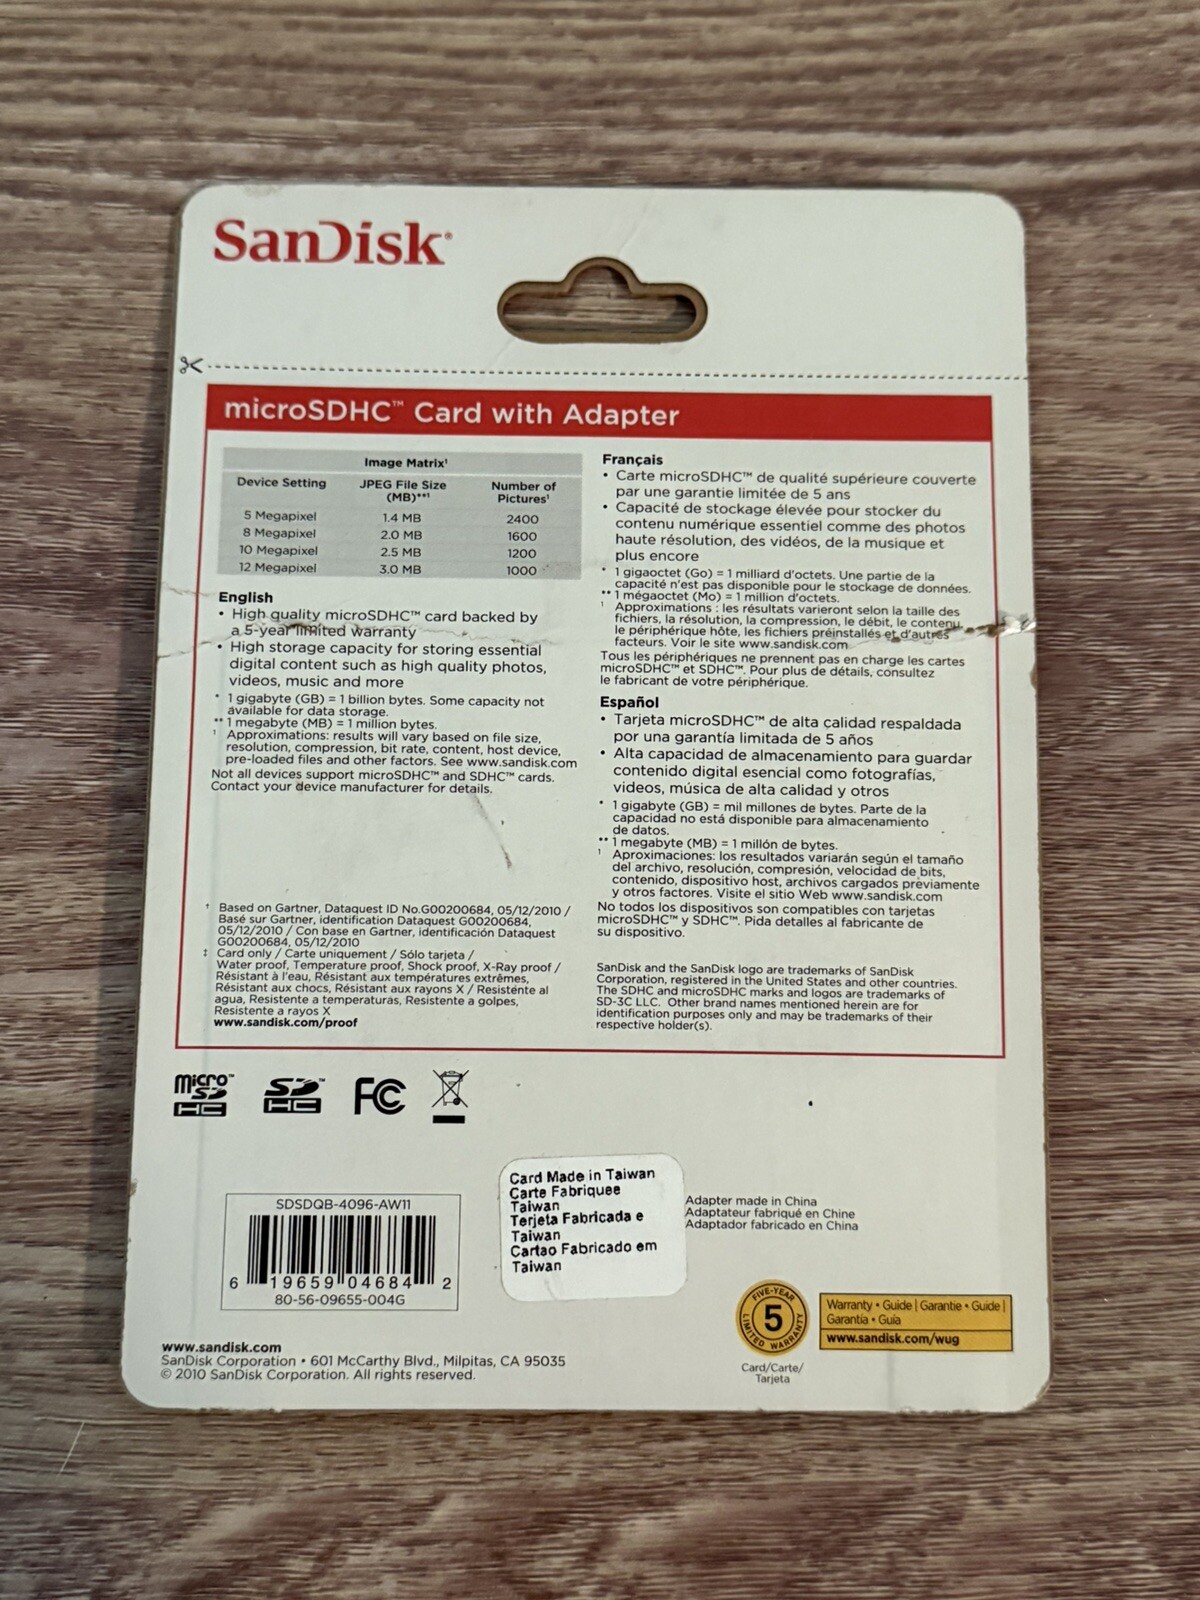 SanDisk®
microSDHC™ Card with Adapter
Image Matrix¹
Device Setting JPEG File Size (MB)**¹ Number of Pictures¹
5 Megapixel 1.4 MB 2400
8 Megapixel 2.0 MB 1600
10 Megapixel 2.5 MB 1200
12 Megapixel 3.0 MB 1000
English
• High quality microSDHC™ card backed by
a 5-year limited warranty
• High storage capacity for storing essential
digital content such as high quality photos,
videos, music and more
* 1 gigabyte (GB) = 1 billion bytes. Some capacity not
available for data storage.
** 1 megabyte (MB) = 1 million bytes.
¹ Approximations: results will vary based on file size,
resolution, compression, bit rate, content, host device,
pre-loaded files and other factors. See www.sandisk.com
Not all devices support microSDHC™ and SDHC™ cards.
Contact your device manufacturer for details.
† Based on Gartner, Dataquest ID No.G00200684, 05/12/2010 /
Basé sur Gartner, identification Dataquest G00200684,
05/12/2010 / Con base en Gartner, identificación Dataquest
G00200684, 05/12/2010
‡ Card only / Carte uniquement / Sólo tarjeta /
Water proof, Temperature proof, Shock proof, X-Ray proof /
Résistant à l'eau, Résistant aux températures extrêmes,
Résistant aux chocs, Résistant aux rayons X / Resistente al
agua, Resistente a temperaturas, Resistente a golpes,
Resistente a rayos X
www.sandisk.com/proof
Français
• Carte microSDHC™ de qualité supérieure couverte
par une garantie limitée de 5 ans
• Capacité de stockage élevée pour stocker du
contenu numérique essentiel comme des photos
haute résolution, des vidéos, de la musique et
plus encore
* 1 gigaoctet (Go) = 1 milliard d'octets. Une partie de la
capacité n'est pas disponible pour le stockage de données.
** 1 mégaoctet (Mo) = 1 million d'octets.
¹ Approximations : les résultats varieront selon la taille des
fichiers, la résolution, la compression, le débit, le contenu,
le périphérique hôte, les fichiers préinstallés et d'autres
facteurs. Voir le site www.sandisk.com
Tous les périphériques ne prennent pas en charge les cartes
microSDHC™ et SDHC™. Pour plus de détails, consultez
le fabricant de votre périphérique.
Español
• Tarjeta microSDHC™ de alta calidad respaldada
por una garantía limitada de 5 años
• Alta capacidad de almacenamiento para guardar
contenido digital esencial como fotografías,
videos, música de alta calidad y otros
* 1 gigabyte (GB) = mil millones de bytes. Parte de la
capacidad no está disponible para almacenamiento
de datos.
** 1 megabyte (MB) = 1 millón de bytes.
¹ Aproximaciones: los resultados variarán según el tamaño
del archivo, resolución, compresión, velocidad de bits,
contenido, dispositivo host, archivos cargados previamente
y otros factores. Visite el sitio Web www.sandisk.com
No todos los dispositivos son compatibles con tarjetas
microSDHC™ y SDHC™. Pida detalles al fabricante de
su dispositivo.
SanDisk and the SanDisk logo are trademarks of SanDisk
Corporation, registered in the United States and other countries.
The SDHC and microSDHC marks and logos are trademarks of
SD-3C LLC. Other brand names mentioned herein are for
identification purposes only and may be trademarks of their
respective holder(s).
micro SD HC™ SD HC™ FC
SDSDQB-4096-AW11
6 19659 04684 2
80-56-09655-004G
Card Made in Taiwan
Carte Fabriquee
Taiwan
Terjeta Fabricada e
Taiwan
Cartao Fabricado em
Taiwan
Adapter made in China
Adaptateur fabriqué en Chine
Adaptador fabricado en China
FIVE-YEAR
5
LIMITED WARRANTY
Card/Carte/
Tarjeta
Warranty • Guide | Garantie • Guide |
Garantía • Guía
www.sandisk.com/wug
www.sandisk.com
SanDisk Corporation • 601 McCarthy Blvd., Milpitas, CA 95035
© 2010 SanDisk Corporation. All rights reserved.